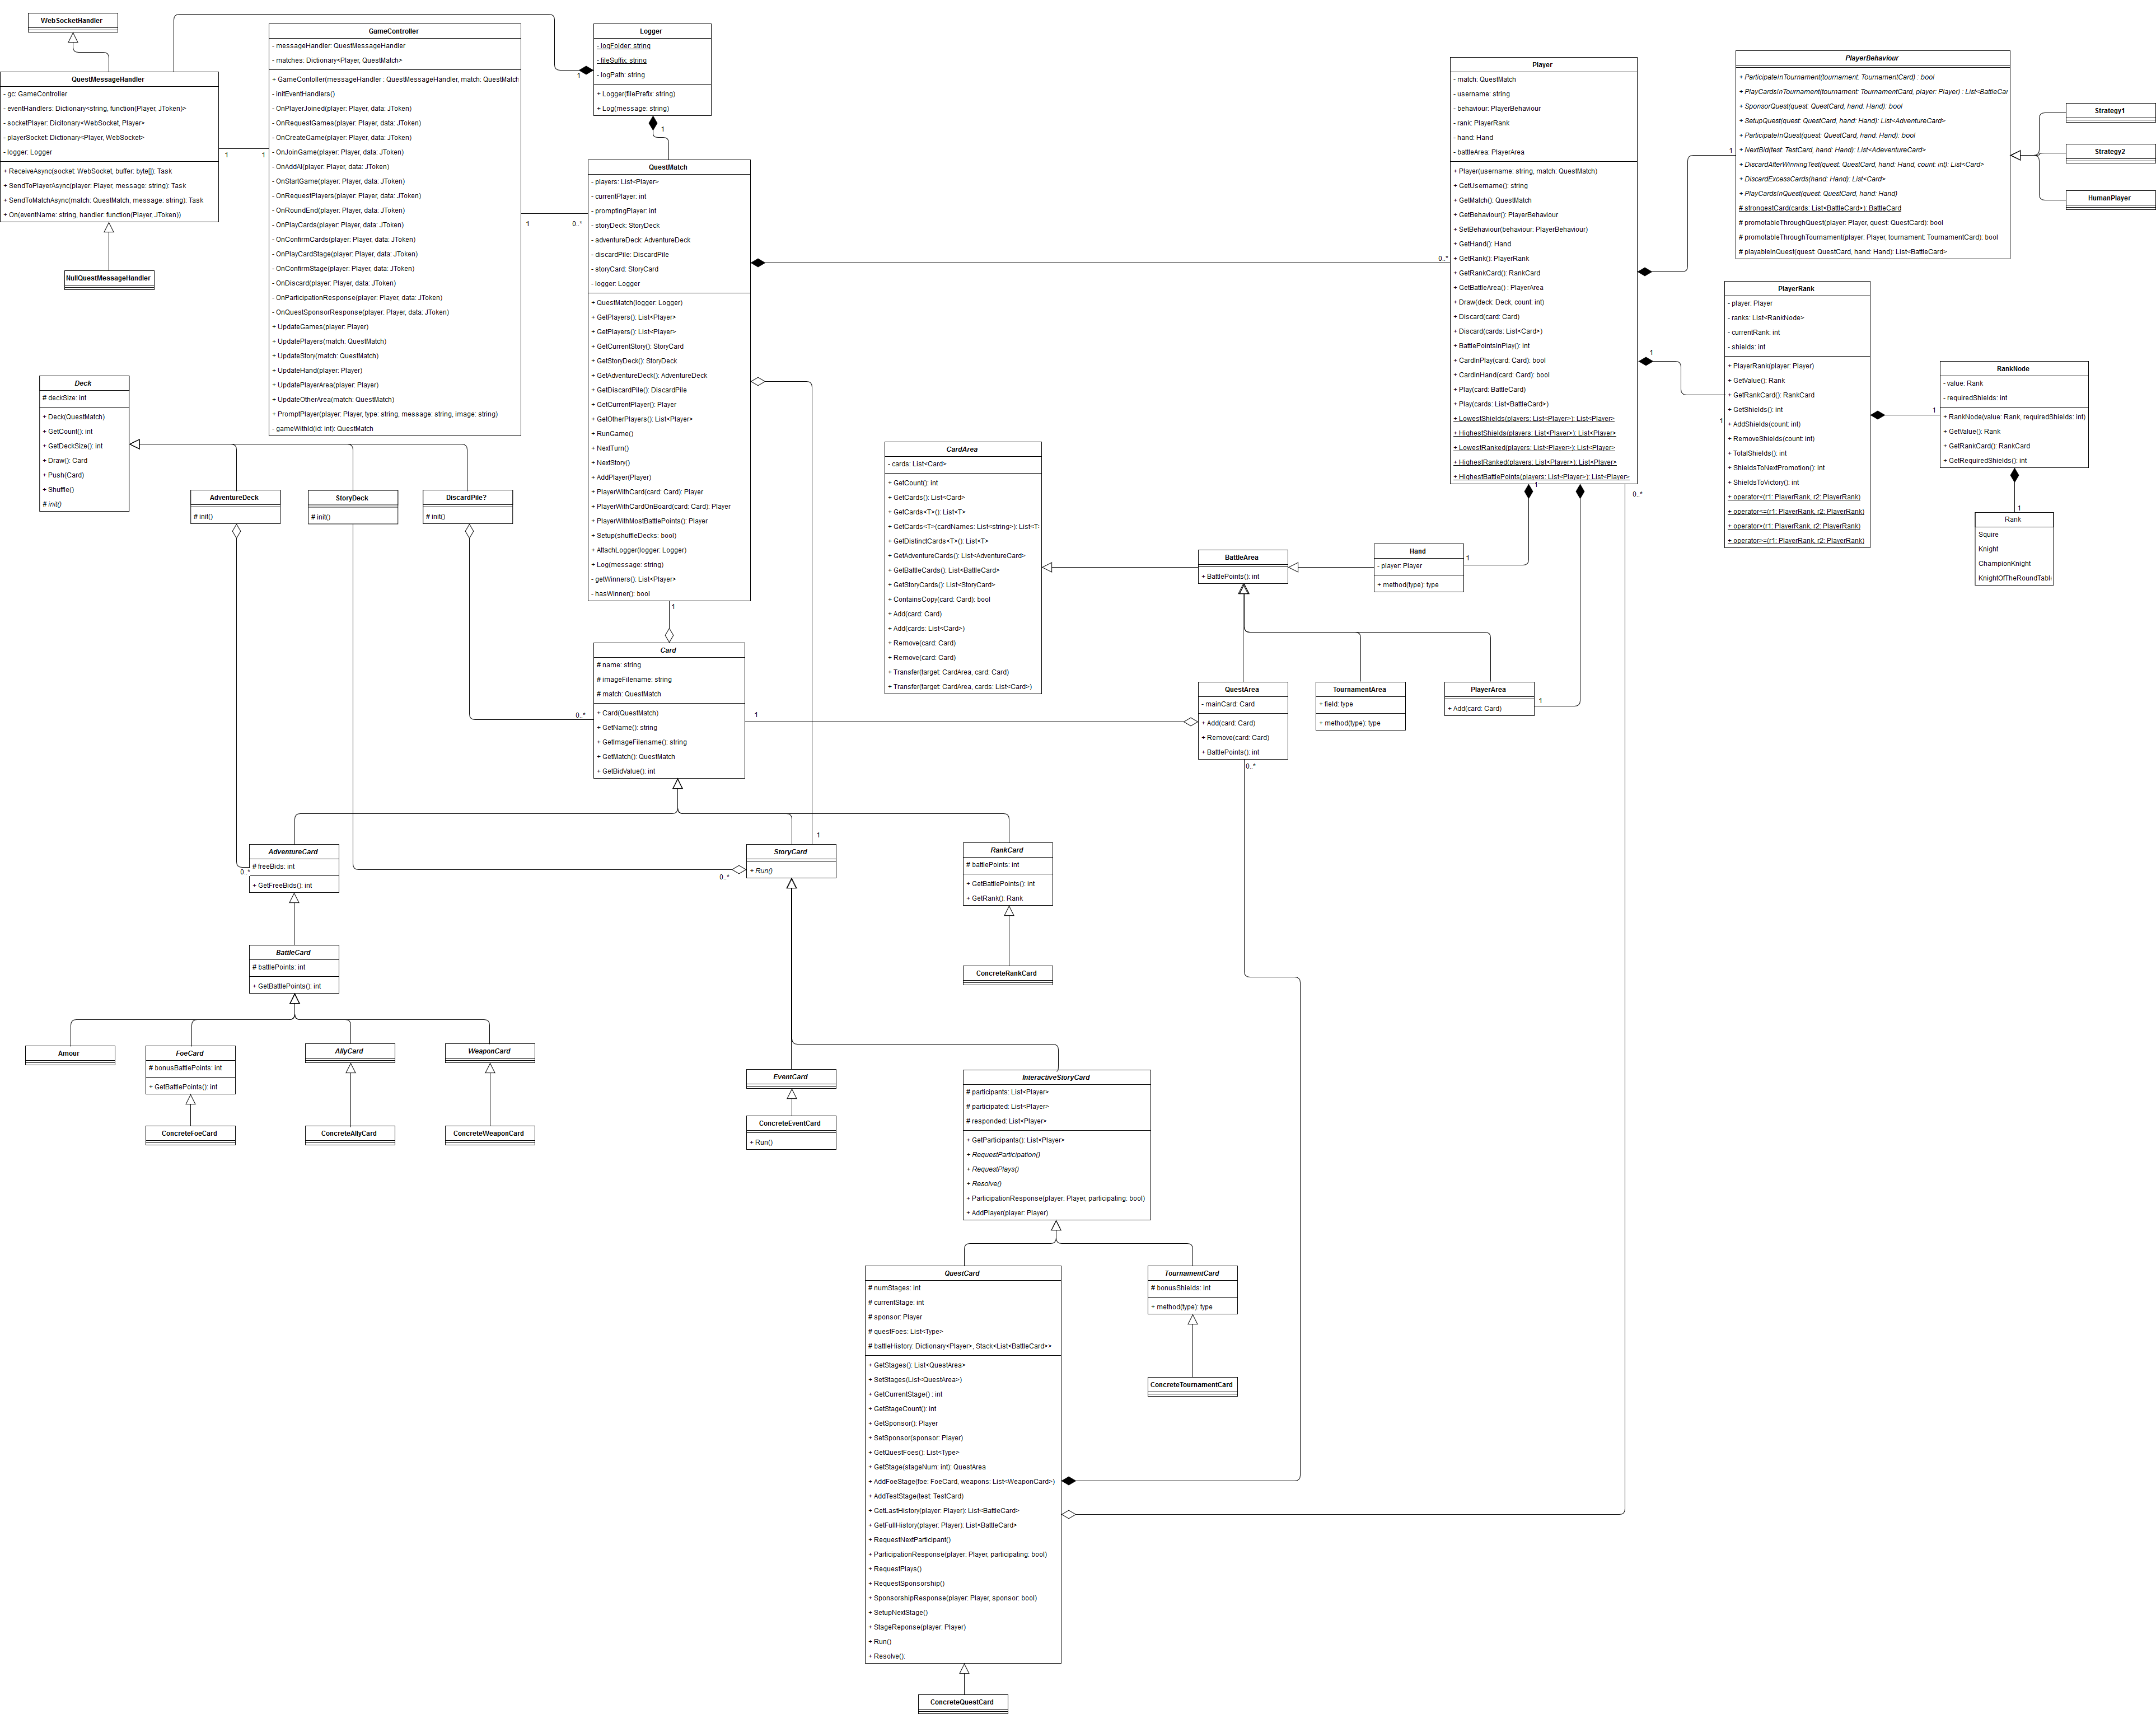 WebSocketHandler
QuestMessageHandler
- gc: GameController
- eventHandlers: Dictionary<string, function(Player, JToken)>
- socketPlayer: Dicitonary<WebSocket, Player>
- playerSocket: Dictionary<Player, WebSocket>
- logger: Logger
+ ReceiveAsync(socket: WebSocket, buffer: byte[]): Task
+ SendToPlayerAsync(player: Player, message: string): Task
+ SendToMatchAsync(match: QuestMatch, message: string): Task
+ On(eventName: string, handler: function(Player, JToken))
NullQuestMessageHandler
1
1
GameController
- messageHandler: QuestMessageHandler
- matches: Dictionary<Player, QuestMatch>
+ GameContoller(messageHandler : QuestMessageHandler, match: QuestMatch
- initEventHandlers()
- OnPlayerJoined(player: Player, data: JToken)
- OnRequestGames(player: Player, data: JToken)
- OnCreateGame(player: Player, data: JToken)
- OnJoinGame(player: Player, data: JToken)
- OnAddAI(player: Player, data: JToken)
- OnStartGame(player: Player, data: JToken)
- OnRequestPlayers(player: Player, data: JToken)
- OnRoundEnd(player: Player, data: JToken)
- OnPlayCards(player: Player, data: JToken)
- OnConfirmCards(player: Player, data: JToken)
- OnPlayCardStage(player: Player, data: JToken)
- OnConfirmStage(player: Player, data: JToken)
- OnDiscard(player: Player, data: JToken)
- OnParticipationResponse(player: Player, data: JToken)
- OnQuestSponsorResponse(player: Player, data: JToken)
+ UpdateGames(player: Player)
+ UpdatePlayers(match: QuestMatch)
+ UpdateStory(match: QuestMatch)
+ UpdateHand(player: Player)
+ UpdatePlayerArea(player: Player)
+ UpdateOtherArea(match: QuestMatch)
+ PromptPlayer(player: Player, type: string, message: string, image: string)
- gameWithId(id: int): QuestMatch
1
0..*
Logger
- logFolder: string
- fileSuffix: string
- logPath: string
+ Logger(filePrefix: string)
+ Log(message: string)
1
1
QuestMatch
- players: List<Player>
- currentPlayer: int
- promptingPlayer: int
- storyDeck: StoryDeck
- adventureDeck: AdventureDeck
- discardPile: DiscardPile
- storyCard: StoryCard
- logger: Logger
+ QuestMatch(logger: Logger)
+ GetPlayers(): List<Player>
+ GetPlayers(): List<Player>
+ GetCurrentStory(): StoryCard
+ GetStoryDeck(): StoryDeck
+ GetAdventureDeck(): AdventureDeck
+ GetDiscardPile(): DiscardPile
+ GetCurrentPlayer(): Player
+ GetOtherPlayers(): List<Player>
+ RunGame()
+ NextTurn()
+ NextStory()
+ AddPlayer(Player)
+ PlayerWithCard(card: Card): Player
+ PlayerWithCardOnBoard(card: Card): Player
+ PlayerWithMostBattlePoints(): Player
+ Setup(shuffleDecks: bool)
+ AttachLogger(logger: Logger)
+ Log(message: string)
- getWinners(): List<Player>
- hasWinner(): bool
1
0..*
Player
- match: QuestMatch
- username: string
- behaviour: PlayerBehaviour
- rank: PlayerRank
- hand: Hand
- battleArea: PlayerArea
+ Player(username: string, match: QuestMatch)
+ GetUsername(): string
+ GetMatch(): QuestMatch
+ GetBehaviour(): PlayerBehaviour
+ SetBehaviour(behaviour: PlayerBehaviour)
+ GetHand(): Hand
+ GetRank(): PlayerRank
+ GetRankCard(): RankCard
+ GetBattleArea() : PlayerArea
+ Draw(deck: Deck, count: int)
+ Discard(card: Card)
+ Discard(cards: List<Card>)
+ BattlePointsInPlay(): int
+ CardInPlay(card: Card): bool
+ CardInHand(card: Card): bool
+ Play(card: BattleCard)
+ Play(cards: List<BattleCard>)
+ LowestShields(players: List<Player>): List<Player>
+ HighestShields(players: List<Player>): List<Player>
+ LowestRanked(players: List<Player>): List<Player>
+ HighestRanked(players: List<Player>): List<Player>
+ HighestBattlePoints(players: List<Player>): List<Player>
1
0..*
1
1
1
PlayerBehaviour
+ ParticipateInTournament(tournament: TournamentCard) : bool
+ PlayCardsInTournament(tournament: TournamentCard, player: Player) : List<BattleCar
+ SponsorQuest(quest: QuestCard, hand: Hand): bool
+ SetupQuest(quest: QuestCard, hand: Hand): List<AdventureCard>
+ ParticipateInQuest(quest: QuestCard, hand: Hand): bool
+ NextBid(test: TestCard, hand: Hand): List<AdeventureCard>
+ DiscardAfterWinningTest(quest: QuestCard, hand: Hand, count: int): List<Card>
+ DiscardExcessCards(hand: Hand): List<Card>
+ PlayCardsInQuest(quest: QuestCard, hand: Hand)
# strongestCard(cards: List<BattleCard>): BattleCard
# promotableThroughQuest(player: Player, quest: QuestCard): bool
# promotableThroughTournament(player: Player, tournament: TournamentCard): bool
# playableInQuest(quest: QuestCard, hand: Hand): List<BattleCard>
Strategy1
Strategy2
HumanPlayer
PlayerRank
- player: Player
- ranks: List<RankNode>
- currentRank: int
- shields: int
+ PlayerRank(player: Player)
+ GetValue(): Rank
+ GetRankCard(): RankCard
+ GetShields(): int
+ AddShields(count: int)
+ RemoveShields(count: int)
+ TotalShields(): int
+ ShieldsToNextPromotion(): int
+ ShieldsToVictory(): int
+ operator<(r1: PlayerRank, r2: PlayerRank)
+ operator<=(r1: PlayerRank, r2: PlayerRank)
+ operator>(r1: PlayerRank, r2: PlayerRank)
+ operator>=(r1: PlayerRank, r2: PlayerRank)
1
RankNode
- value: Rank
- requiredShields: int
+ RankNode(value: Rank, requiredShields: int)
+ GetValue(): Rank
+ GetRankCard(): RankCard
+ GetRequiredShields(): int
1
Rank
Squire
Knight
ChampionKnight
KnightOfTheRoundTable
Deck
# deckSize: int
+ Deck(QuestMatch)
+ GetCount(): int
+ GetDeckSize(): int
+ Draw(): Card
+ Push(Card)
+ Shuffle()
# init()
AdventureDeck
# init()
StoryDeck
# init()
DiscardPile?
# init()
CardArea
- cards: List<Card>
+ GetCount(): int
+ GetCards(): List<Card>
+ GetCards<T>(): List<T>
+ GetCards<T>(cardNames: List<string>): List<T>
+ GetDistinctCards<T>(): List<T>
+ GetAdventureCards(): List<AdventureCard>
+ GetBattleCards(): List<BattleCard>
+ GetStoryCards(): List<StoryCard>
+ ContainsCopy(card: Card): bool
+ Add(card: Card)
+ Add(cards: List<Card>)
+ Remove(card: Card)
+ Remove(card: Card)
+ Transfer(target: CardArea, card: Card)
+ Transfer(target: CardArea, cards: List<Card>)
BattleArea
+ BattlePoints(): int
Hand
- player: Player
+ method(type): type
1
QuestArea
- mainCard: Card
+ Add(card: Card)
+ Remove(card: Card)
+ BattlePoints(): int
0..*
TournamentArea
+ field: type
+ method(type): type
PlayerArea
+ Add(card: Card)
1
Card
# name: string
# imageFilename: string
# match: QuestMatch
+ Card(QuestMatch)
+ GetName(): string
+ GetImageFilename(): string
+ GetMatch(): QuestMatch
+ GetBidValue(): int
0..*
1
AdventureCard
# freeBids: int
+ GetFreeBids(): int
0..*
StoryCard
+ Run()
0..*
1
RankCard
# battlePoints: int
+ GetBattlePoints(): int
+ GetRank(): Rank
ConcreteRankCard
BattleCard
# battlePoints: int
+ GetBattlePoints(): int
Amour
FoeCard
# bonusBattlePoints: int
+ GetBattlePoints(): int
AllyCard
WeaponCard
ConcreteFoeCard
ConcreteAllyCard
ConcreteWeaponCard
EventCard
ConcreteEventCard
+ Run()
InteractiveStoryCard
# participants: List<Player>
# participated: List<Player>
# responded: List<Player>
+ GetParticipants(): List<Player>
+ RequestParticipation()
+ RequestPlays()
+ Resolve()
+ ParticipationResponse(player: Player, participating: bool)
+ AddPlayer(player: Player)
QuestCard
# numStages: int
# currentStage: int
# sponsor: Player
# questFoes: List<Type>
# battleHistory: Dictionary<Player>, Stack<List<BattleCard>>
+ GetStages(): List<QuestArea>
+ SetStages(List<QuestArea>)
+ GetCurrentStage() : int
+ GetStageCount(): int
+ GetSponsor(): Player
+ SetSponsor(sponsor: Player)
+ GetQuestFoes(): List<Type>
+ GetStage(stageNum: int): QuestArea
+ AddFoeStage(foe: FoeCard, weapons: List<WeaponCard>)
+ AddTestStage(test: TestCard)
+ GetLastHistory(player: Player): List<BattleCard>
+ GetFullHistory(player: Player): List<BattleCard>
+ RequestNextParticipant()
+ ParticipationResponse(player: Player, participating: bool)
+ RequestPlays()
+ RequestSponsorship()
+ SponsorshipResponse(player: Player, sponsor: bool)
+ SetupNextStage()
+ StageReponse(player: Player)
+ Run()
+ Resolve():
TournamentCard
# bonusShields: int
+ method(type): type
ConcreteTournamentCard
ConcreteQuestCard